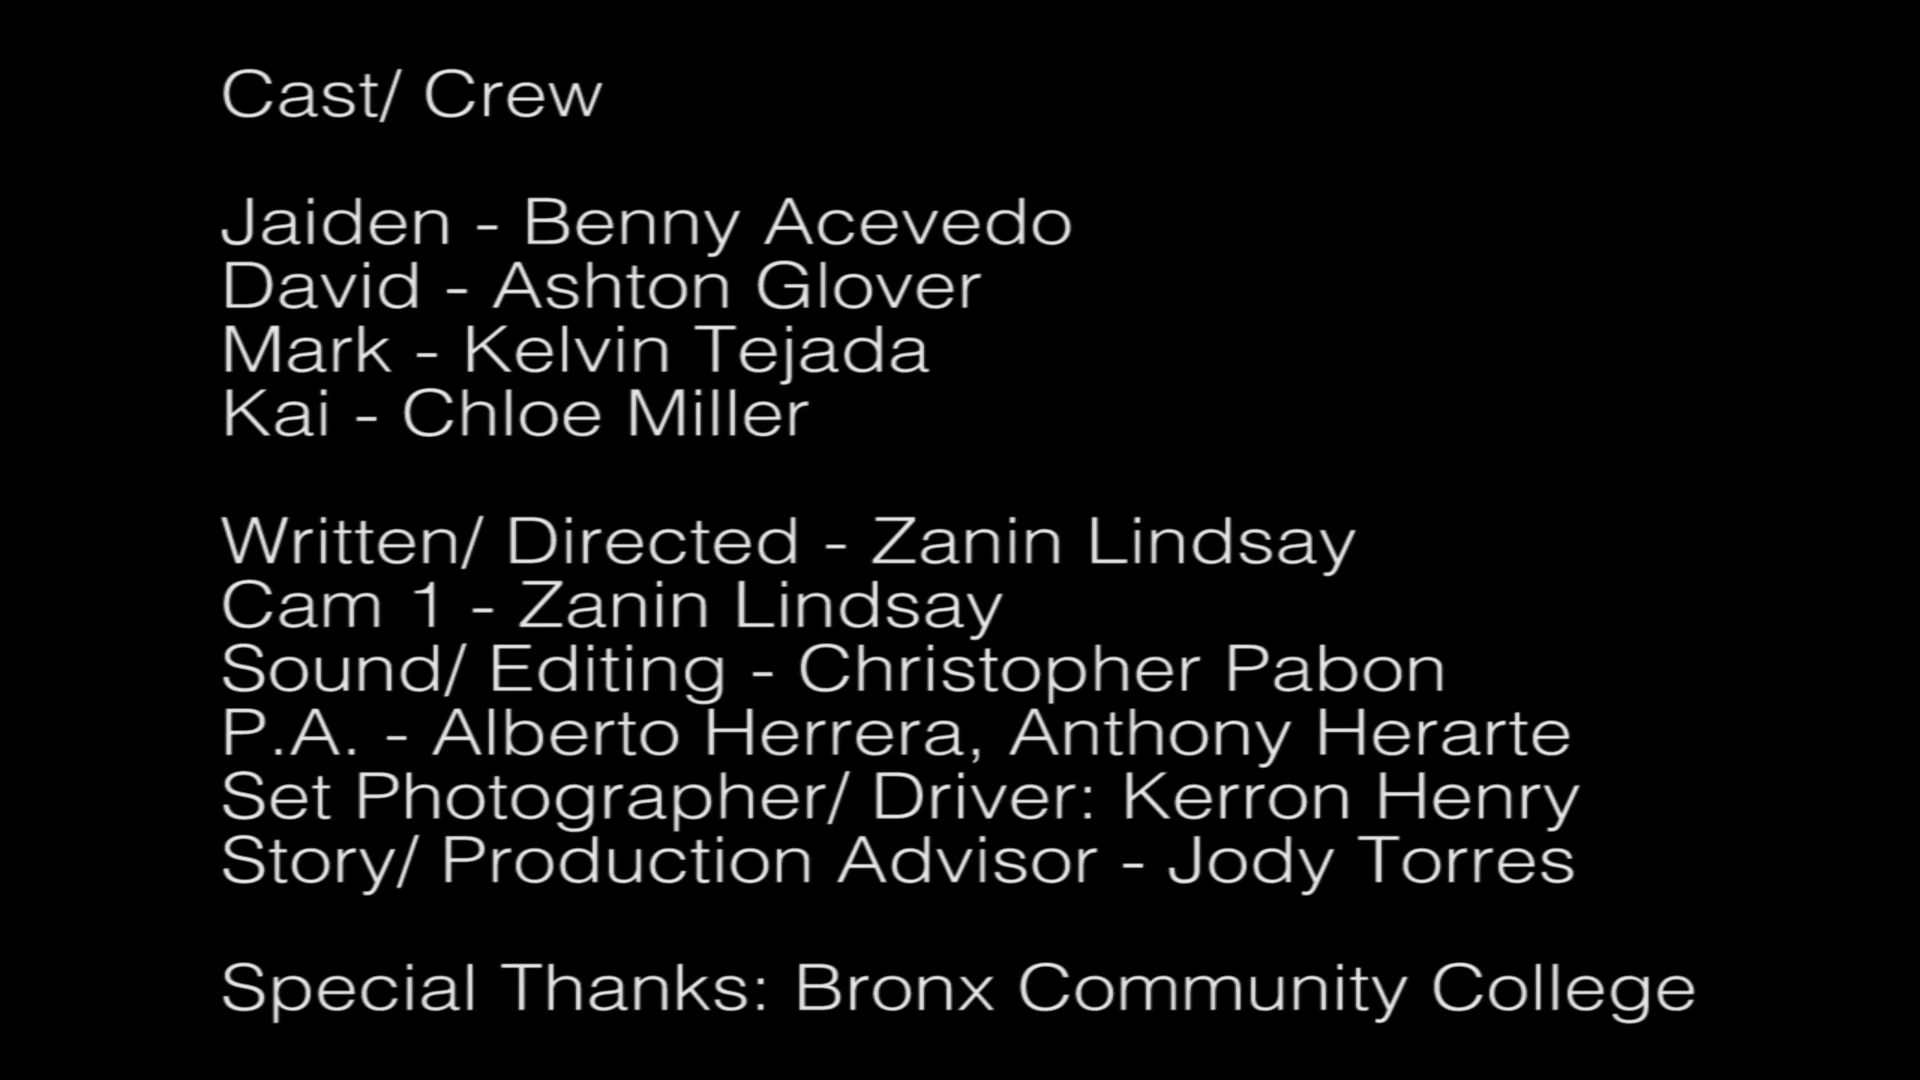 Cast/ Crew
Jaiden - Benny Acevedo
David - Ashton Glover
Mark - Kelvin Tejada
Kai - Chloe Miller
Written/ Directed - Zanin Lindsay
Cam 1 - Zanin Lindsay
Sound/ Editing - Christopher Pabon
P.A. - Alberto Herrera, Anthony Herarte
Set Photographer/ Driver: Kerron Henry
Story/ Production Advisor - Jody Torres
Special Thanks: Bronx Community College